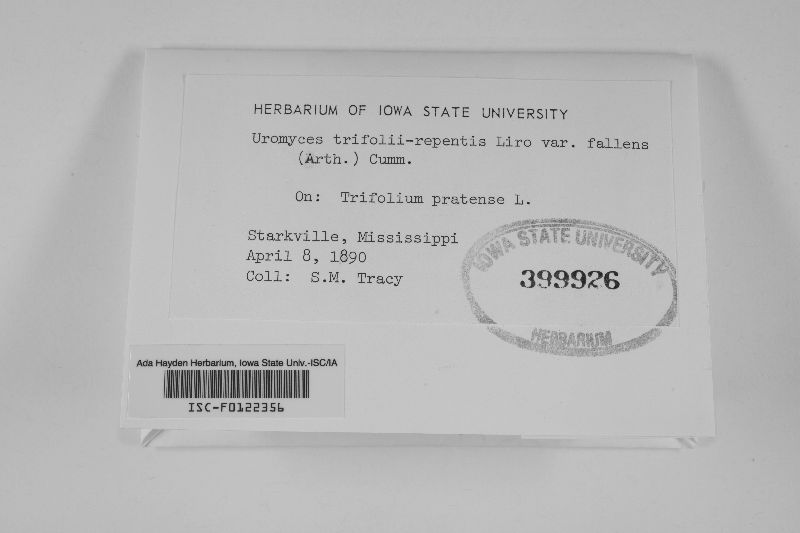 HERBARIUM OF IOWA STATE UNIVERSITY
Uromyces trifolii-repentis Liro var. fallens
(Arth.) Cumm.
On: Trifolium pratense L.
Starkville, Mississippi
April 8, 1890
Coll: S.M. Tracy
IOWA STATE UNIVERSITY
399926
HERBARIUM
Ada Hayden Herbarium, Iowa State Univ.-ISC/IA
ISC-F0122356